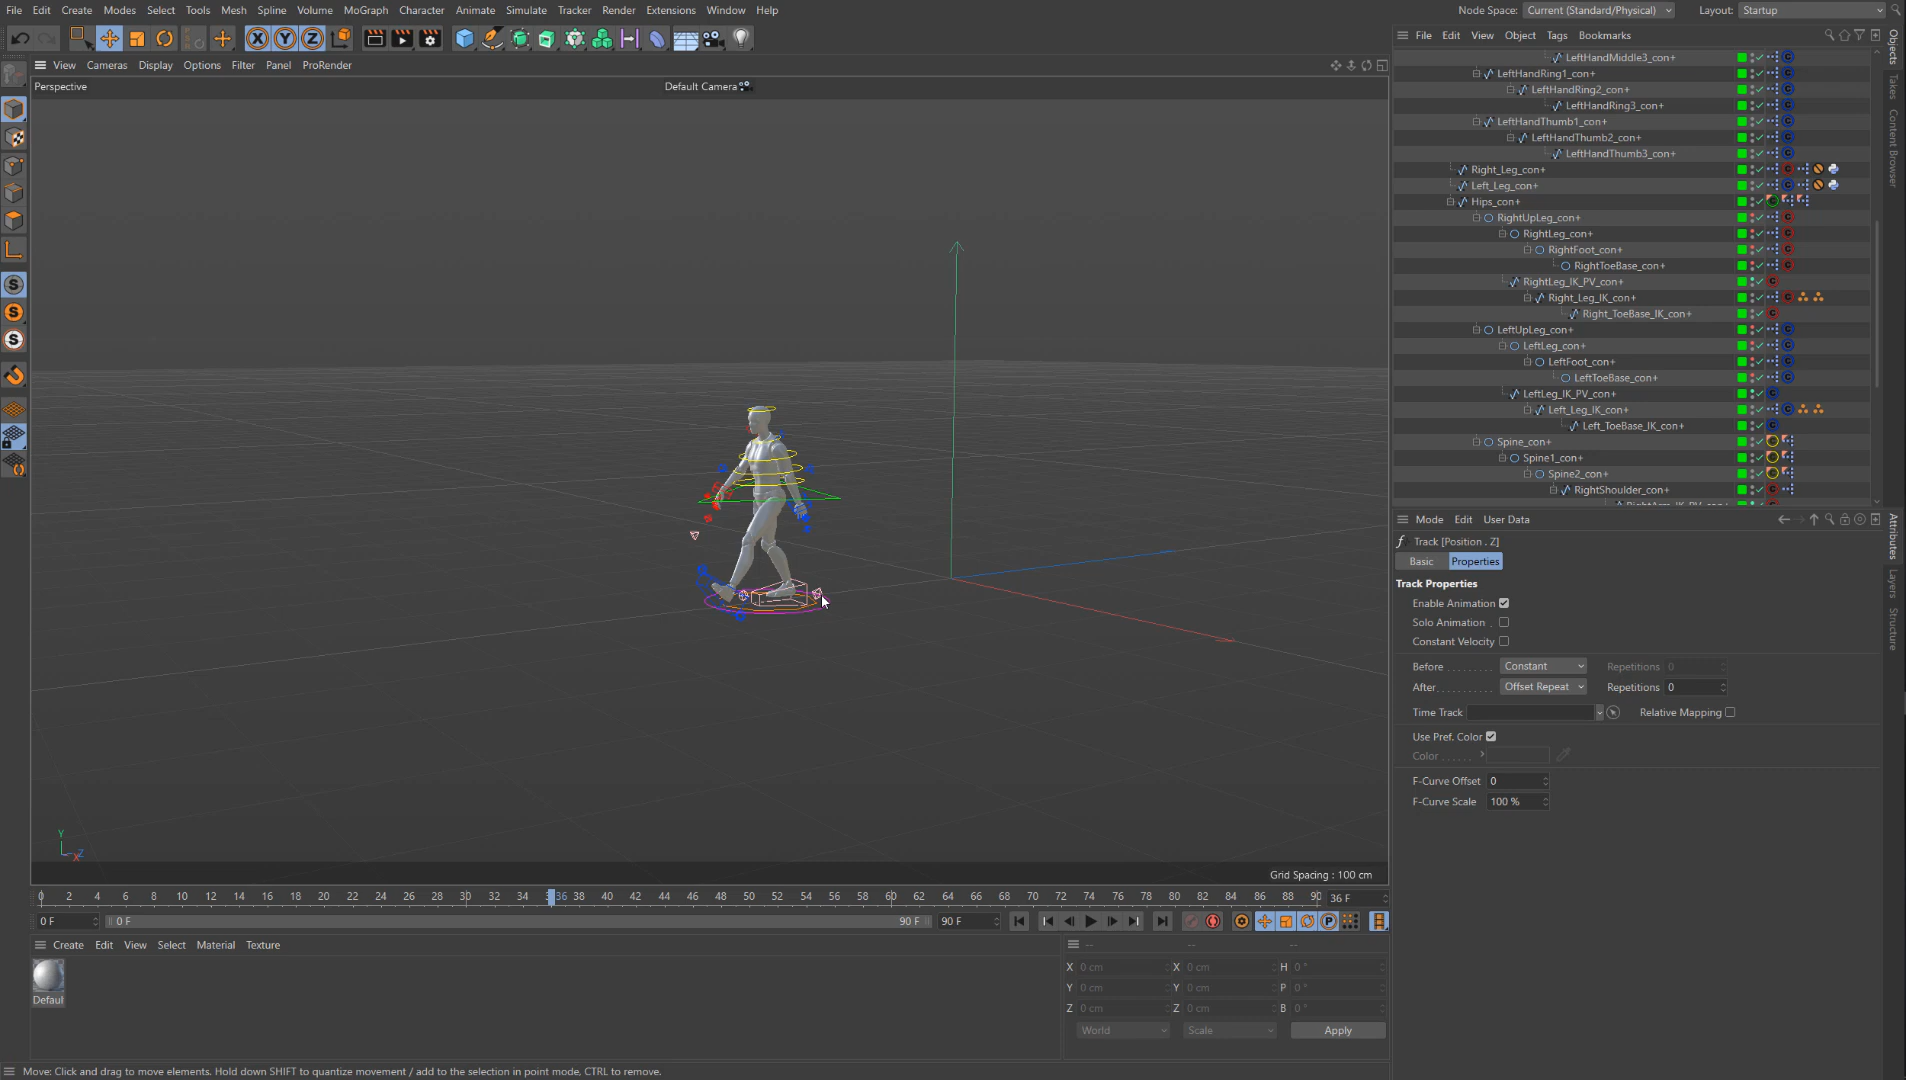 File Edit Create Modes Select Tools Spline Mesh Volume MoGraph Character Animate Simulate Tracker Render Extensions Window Help
Node Space: Current (Standard/Physical) Layout: Startup
View Cameras Display Options Filter Panel ProRender
File Edit View Object Tags Bookmarks
Perspective
Default Camera
LeftHandMiddle3_con+
LeftHandRing1_con+
LeftHandRing2_con+
LeftHandRing3_con+
LeftHandThumb1_con+
LeftHandThumb2_con+
LeftHandThumb3_con+
Right_Leg_con+
Left_Leg_con+
Hips_con+
RightUpLeg_con+
RightLeg_con+
RightFoot_con+
RightToeBase_con+
RightLeg_IK_PV_con+
Right_Leg_IK_con+
Right_ToeBase_IK_con+
LeftUpLeg_con+
LeftLeg_con+
LeftFoot_con+
LeftToeBase_con+
LeftLeg_IK_PV_con+
Left_Leg_IK_con+
Left_ToeBase_IK_con+
Spine_con+
Spine1_con+
Spine2_con+
RightShoulder_con+
Objects
Takes
Content Browser
Mode Edit User Data
Track [Position . Z]
Basic Properties
Track Properties
Enable Animation
Solo Animation .
Constant Velocity
Before . . . . . . . . Constant Repetitions 0
After. . . . . . . . . Offset Repeat Repetitions 0
Time Track Relative Mapping
Use Pref. Color
Color . . . . . .
F-Curve Offset 0
F-Curve Scale 100 %
Attributes
Layers
Structure
Y
Z
X
Grid Spacing : 100 cm
0 2 4 6 8 10 12 14 16 18 20 22 24 26 28 30 32 34 36 38 40 42 44 46 48 50 52 54 56 58 60 62 64 66 68 70 72 74 76 78 80 82 84 86 88 90 36 F
0 F 0 F 90 F 90 F
Create Edit View Select Material Texture
Defaul
-- -- --
X 0 cm X 0 cm H 0 °
Y 0 cm Y 0 cm P 0 °
Z 0 cm Z 0 cm B 0 °
World Scale Apply
Move: Click and drag to move elements. Hold down SHIFT to quantize movement / add to the selection in point mode, CTRL to remove.